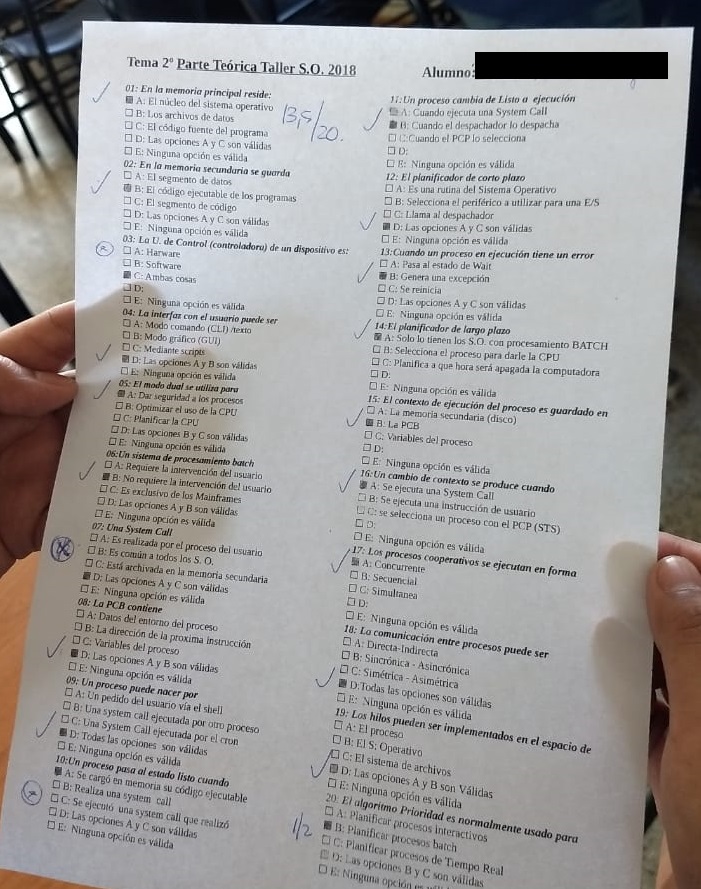 Tema 2º Parte Teórica Taller S.O. 2018
Alumno:
13,5/20.
01: En la memoria principal reside:
■ A: El núcleo del sistema operativo
□ B: Los archivos de datos
□ C: El código fuente del programa
□ D: Las opciones A y C son válidas
□ E: Ninguna opción es válida
02: En la memoria secundaria se guarda
□ A: El segmento de datos
■ B: El código ejecutable de los programas
□ C: El segmento de código
□ D: Las opciones A y C son válidas
□ E: Ninguna opción es válida
03: La U. de Control (controladora) de un dispositivo es:
□ A: Harware
□ B: Software
■ C: Ambas cosas
□ D:
□ E: Ninguna opción es válida
04: La interfaz con el usuario puede ser
□ A: Modo comando (CLI) /texto
□ B: Modo gráfico (GUI)
□ C: Mediante scripts
■ D: Las opciones A y B son válidas
□ E: Ninguna opción es válida
05: El modo dual se utiliza para
■ A: Dar seguridad a los procesos
□ B: Optimizar el uso de la CPU
□ C: Planificar la CPU
□ D: Las opciones B y C son válidas
□ E: Ninguna opción es válida
06:Un sistema de procesamiento batch
□ A: Requiere la intervención del usuario
■ B: No requiere la intervención del usuario
□ C: Es exclusivo de los Mainframes
□ D: Las opciones A y B son válidas
□ E: Ninguna opción es válida
07: Una System Call
□ A: Es realizada por el proceso del usuario
□ B: Es común a todos los S. O.
□ C: Está archivada en la memoria secundaria
■ D: Las opciones A y C son válidas
□ E: Ninguna opción es válida
08: La PCB contiene
□ A: Datos del entorno del proceso
□ B: La dirección de la proxima instrucción
□ C: Variables del proceso
■ D: Las opciones A y B son válidas
□ E: Ninguna opción es válida
09: Un proceso puede nacer por
□ A: Un pedido del usuario vía el shell
□ B: Una system call ejecutada por otro proceso
□ C: Una System Call ejecutada por el cron
■ D: Todas las opciones son válidas
□ E: Ninguna opción es válida
10:Un proceso pasa al estado listo cuando
■ A: Se cargó en memoria su código ejecutable
□ B: Realiza una system call
□ C: Se ejecutó una system call que realizó
□ D: Las opciones A y C son válidas
□ E: Ninguna opción es válida
11:Un proceso cambia de Listo a ejecución
A: Cuando ejecuta una System Call
■ B: Cuando el despachador lo despacha
□ C:Cuando el PCP lo selecciona
□ D:
□ E: Ninguna opción es válida
12: El planificador de corto plazo
□ A: Es una rutina del Sistema Operativo
□ B: Selecciona el periférico a utilizar para una E/S
□ C: Llama al despachador
■ D: Las opciones A y C son válidas
□ E: Ninguna opción es válida
13:Cuando un proceso en ejecución tiene un error
□ A: Pasa al estado de Wait
■ B: Genera una excepción
□ C: Se reinicia
□ D: Las opciones A y C son válidas
□ E: Ninguna opción es válida
14:El planificador de largo plazo
■ A: Solo lo tienen los S.O. con procesamiento BATCH
□ B: Selecciona el proceso para darle la CPU
□ C: Planifica a que hora será apagada la computadora
□ D:
□ E: Ninguna opción es válida
15: El contexto de ejecución del proceso es guardado en
□ A: La memoria secundaria (disco)
■ B: La PCB
□ C: Variables del proceso
□ D:
□ E: Ninguna opción es válida
16:Un cambio de contexto se produce cuando
■ A: Se ejecuta una System Call
□ B: Se ejecuta una instrucción de usuario
□ C: se selecciona un proceso con el PCP (STS)
□ D:
□ E: Ninguna opción es válida
17: Los procesos cooperativos se ejecutan en forma
■ A: Concurrente
□ B: Secuencial
□ C: Simultanea
□ D:
□ E: Ninguna opción es válida
18: La comunicación entre procesos puede ser
□ A: Directa-Indirecta
□ B: Sincrónica - Asincrónica
□ C: Simétrica - Asimétrica
■ D:Todas las opciones son válidas
□ E: Ninguna opción es válida
19: Los hilos pueden ser implementados en el espacio de
□ A: El proceso
□ B: El S; Operativo
□ C: El sistema de archivos
■ D: Las opciones A y B son Válidas
□ E: Ninguna opción es válida
20: El algoritmo Prioridad es normalmente usado para
□ A: Planificar procesos interactivos
1/2 ■ B: Planificar procesos batch
□ C: Planificar procesos de Tiempo Real
□ D: Las opciones B y C son válidas
□ E: Ninguna opción es